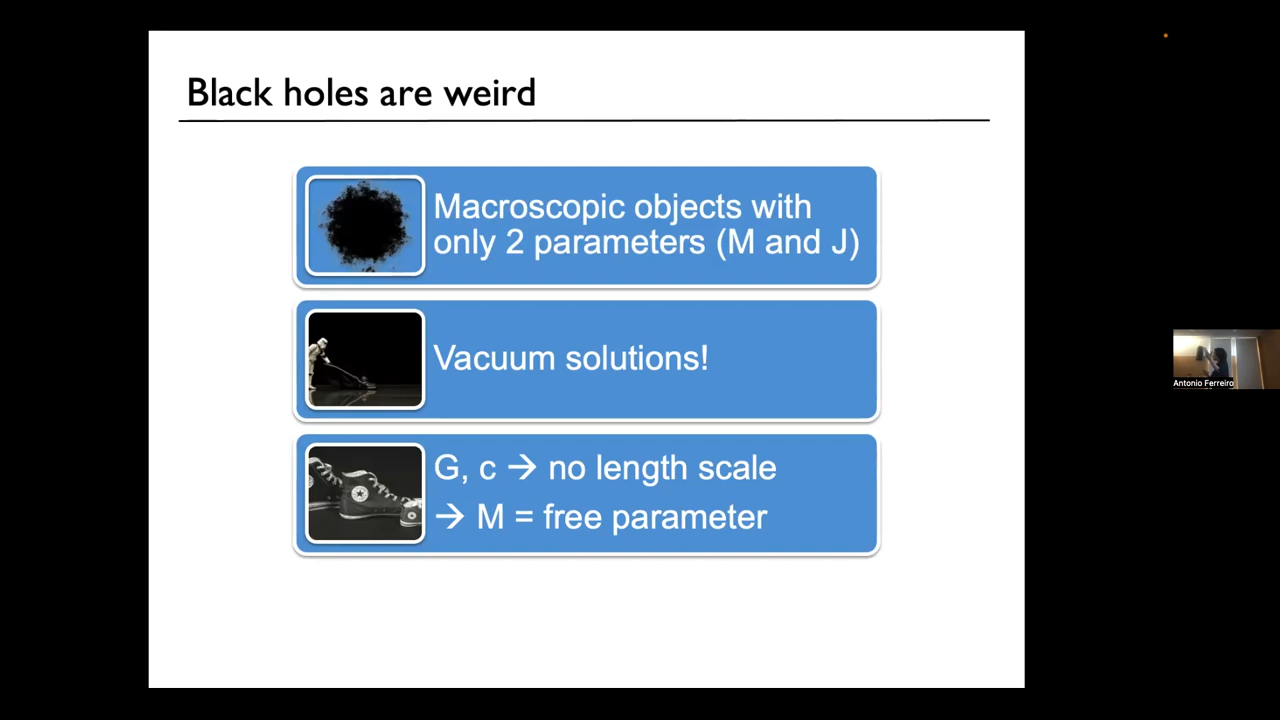 Black holes are weird
Macroscopic objects with
only 2 parameters (M and J)
Vacuum solutions!
G, c → no length scale
→ M = free parameter
Antonio Ferreiro